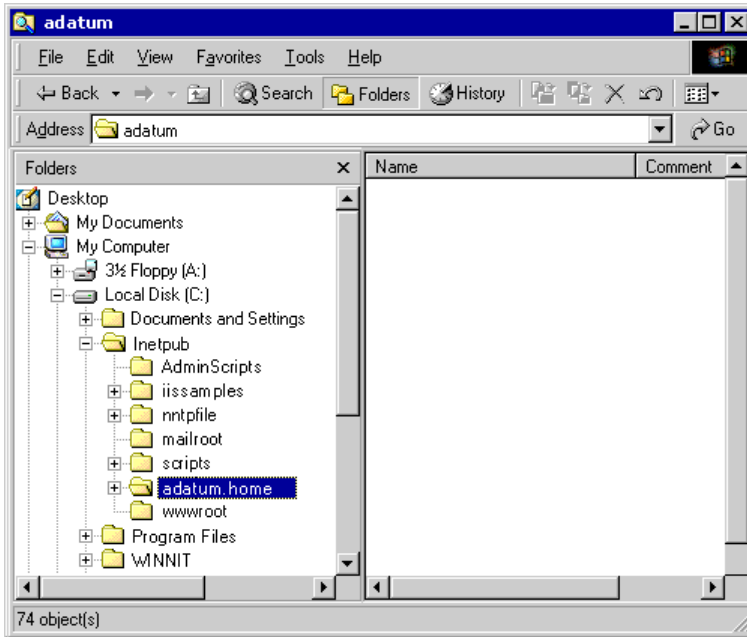 adatum
File Edit View Favorites Tools Help
Back Search Folders History
Address adatum Go
Folders Name Comment
Desktop
My Documents
My Computer
3½ Floppy (A:)
Local Disk (C:)
Documents and Settings
Inetpub
AdminScripts
iissamples
nntpfile
mailroot
scripts
adatum.home
wwwroot
Program Files
WINNIT
74 object(s)